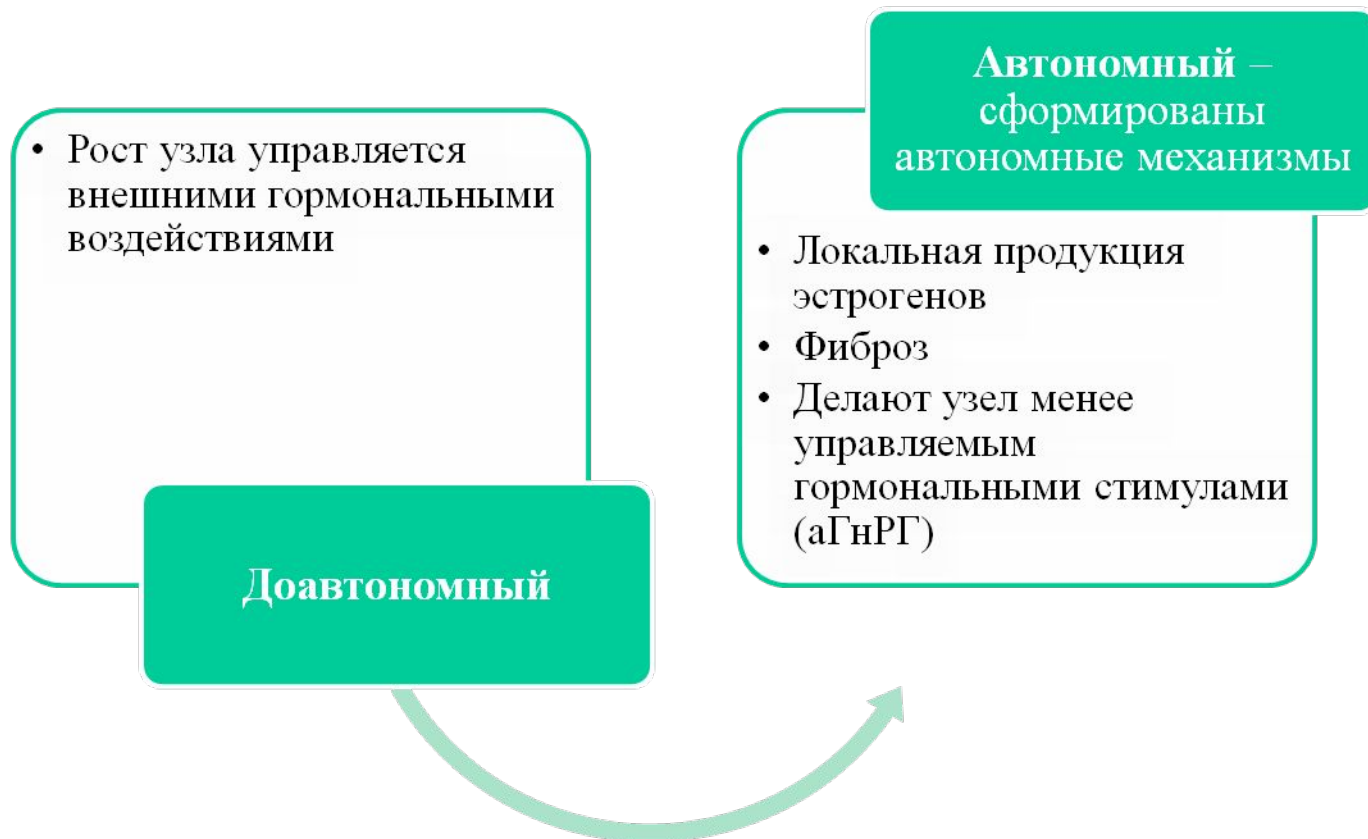 • Рост узла управляется
внешними гормональными
воздействиями
Доавтономный
Автономный –
сформированы
автономные механизмы
• Локальная продукция
эстрогенов
• Фиброз
• Делают узел менее
управляемым
гормональными стимулами
(аГнРГ)